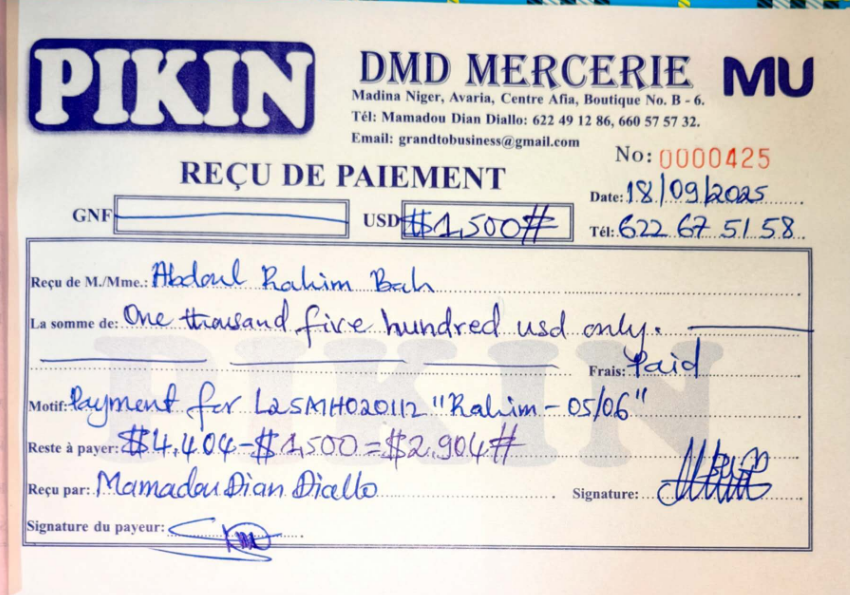 PIKIN
DMD MERCERIE
MU
Madina Niger, Avaria, Centre Afia, Boutique No. B - 6.
Tél: Mamadou Dian Diallo: 622 49 12 86, 660 57 57 32.
Email: grandtobusiness@gmail.com
No: 0000425
REÇU DE PAIEMENT
Date: 18/09/2025
GNF
USD #$1,500#
Tél: 622 67 51 58
Reçu de M./Mme.: Abdoul Rahim Bah
La somme de: One thousand five hundred usd only.
Frais: Paid
Motif: Payment for L2SMH020112 "Rahim - 05/06"
Reste à payer: $4,404 - $1,500 = $2,904#
Reçu par: Mamadou Dian Diallo
Signature:
Signature du payeur:
PIKIN